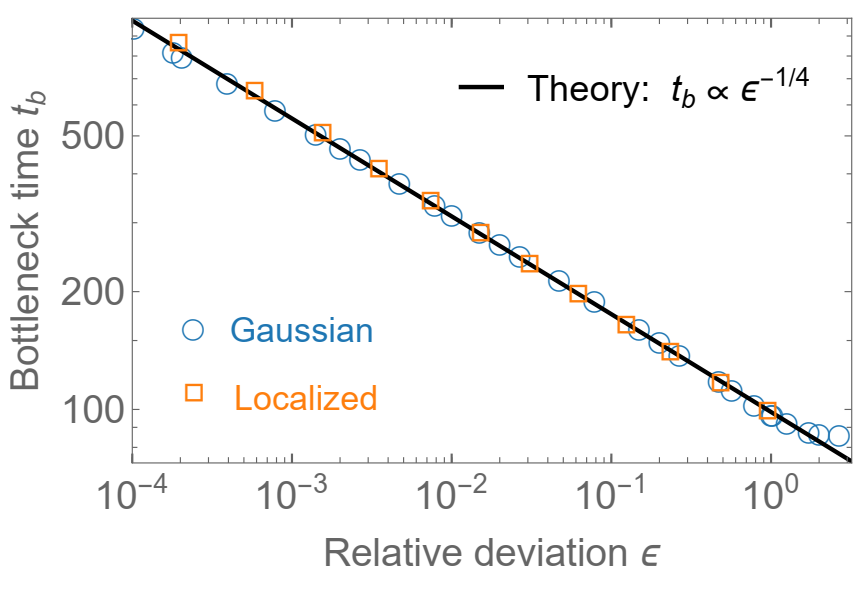 Theory: t_b ∝ ϵ^{−1/4}
500
200
100
Bottleneck time t_b
Gaussian
Localized
10^{−4} 10^{−3} 10^{−2} 10^{−1} 10^{0}
Relative deviation ϵ